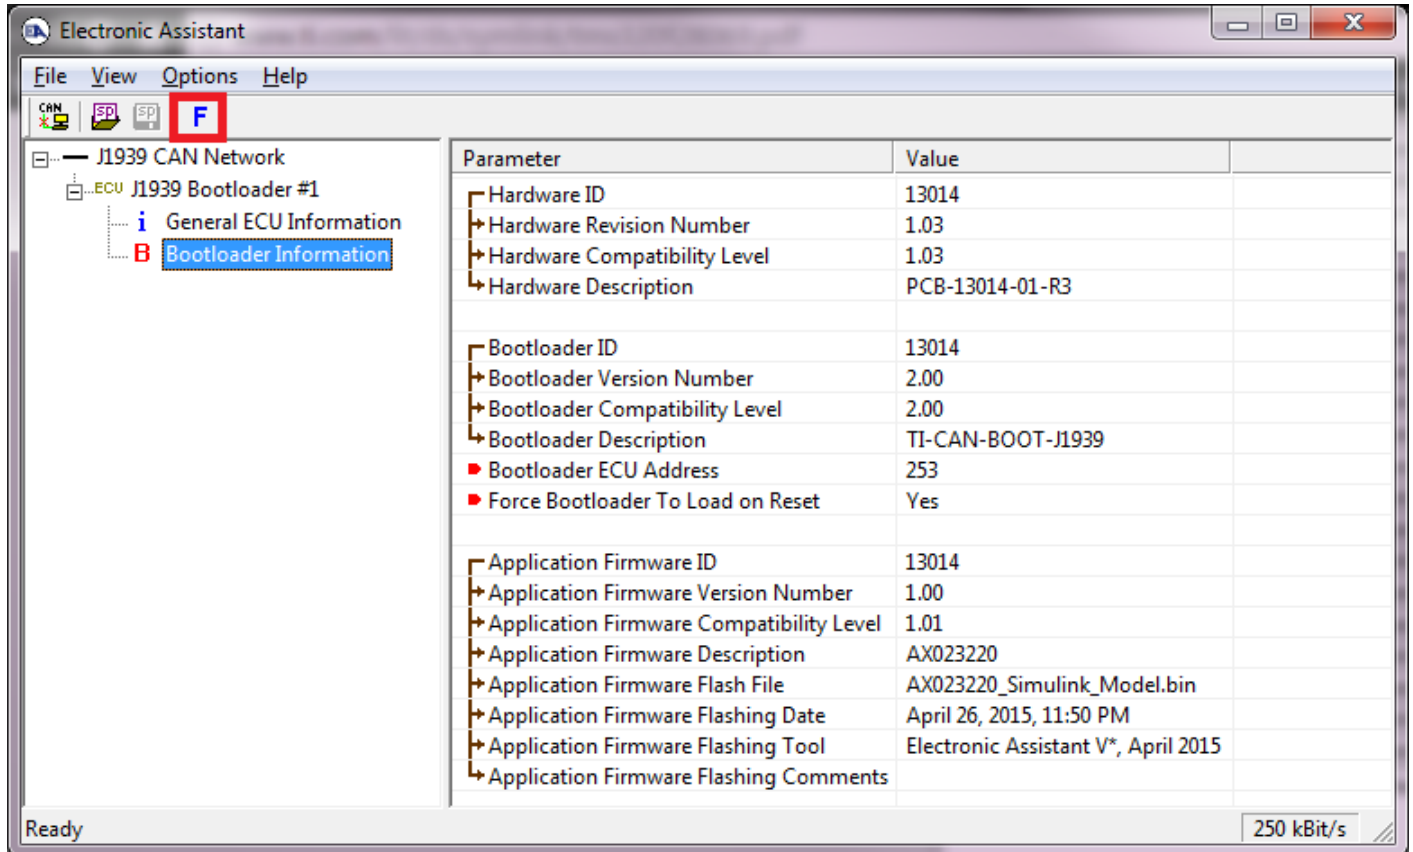 EA Electronic Assistant
File View Options Help
CAN SP SP F
J1939 CAN Network
ECU J1939 Bootloader #1
i General ECU Information
B Bootloader Information
Parameter Value
Hardware ID 13014
Hardware Revision Number 1.03
Hardware Compatibility Level 1.03
Hardware Description PCB-13014-01-R3
Bootloader ID 13014
Bootloader Version Number 2.00
Bootloader Compatibility Level 2.00
Bootloader Description TI-CAN-BOOT-J1939
Bootloader ECU Address 253
Force Bootloader To Load on Reset Yes
Application Firmware ID 13014
Application Firmware Version Number 1.00
Application Firmware Compatibility Level 1.01
Application Firmware Description AX023220
Application Firmware Flash File AX023220_Simulink_Model.bin
Application Firmware Flashing Date April 26, 2015, 11:50 PM
Application Firmware Flashing Tool Electronic Assistant V*, April 2015
Application Firmware Flashing Comments
Ready 250 kBit/s